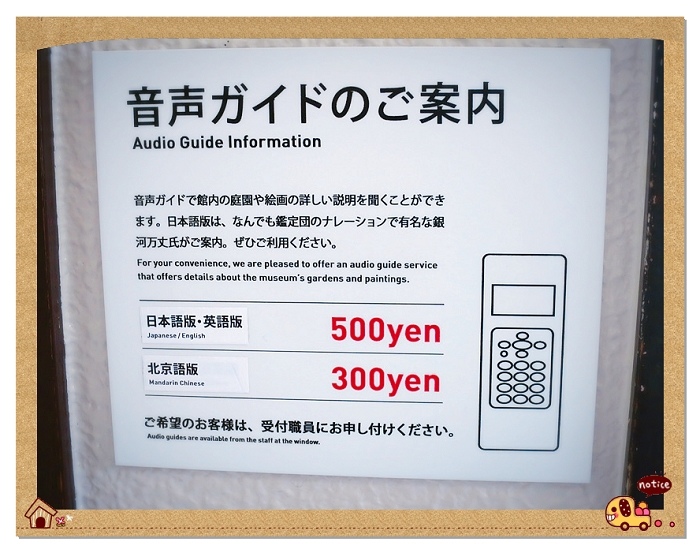 音声ガイドのご案内
Audio Guide Information
音声ガイドで館内の庭園や絵画の詳しい説明を聞くことができ
ます。日本語版は、なんでも鑑定団のナレーションで有名な銀
河万丈氏がご案内。ぜひご利用ください。
For your convenience, we are pleased to offer an audio guide service
that offers details about the museum's gardens and paintings.
日本語版・英語版
500yen
Japanese/English
北京語版
300yen
Mandarin Chinese
ご希望のお客様は、受付職員にお申し付けください。
Audio guides are available from the staff at the window.
notice